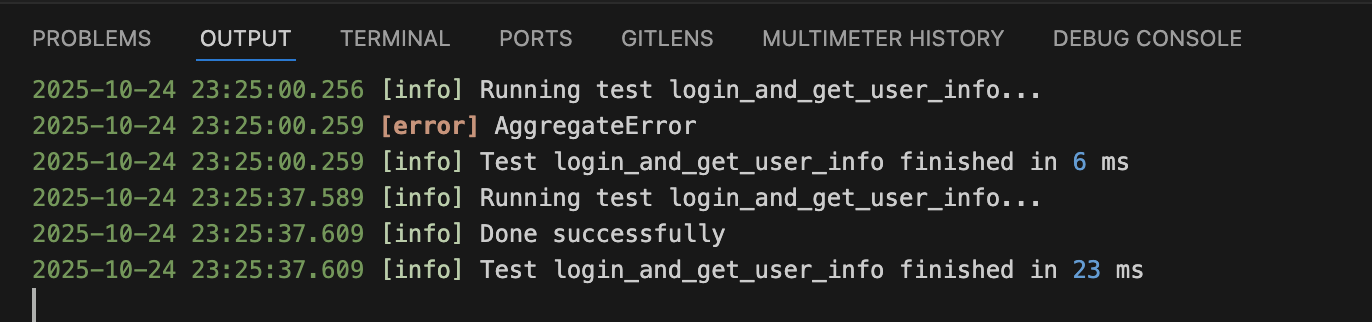 PROBLEMS OUTPUT TERMINAL PORTS GITLENS MULTIMETER HISTORY DEBUG CONSOLE
2025-10-24 23:25:00.256 [info] Running test login_and_get_user_info...
2025-10-24 23:25:00.259 [error] AggregateError
2025-10-24 23:25:00.259 [info] Test login_and_get_user_info finished in 6 ms
2025-10-24 23:25:37.589 [info] Running test login_and_get_user_info...
2025-10-24 23:25:37.609 [info] Done successfully
2025-10-24 23:25:37.609 [info] Test login_and_get_user_info finished in 23 ms